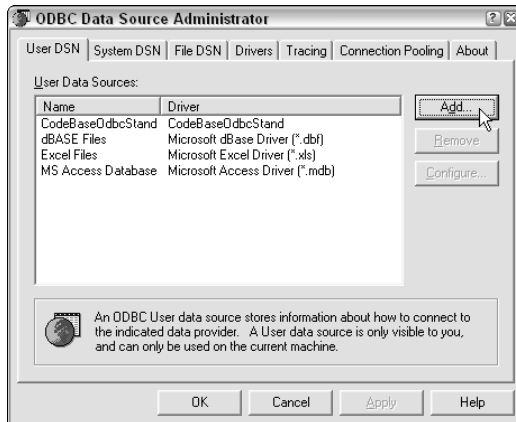 ODBC Data Source Administrator
User DSN System DSN File DSN Drivers Tracing Connection Pooling About
User Data Sources:
Name Driver
CodeBaseOdbcStand CodeBaseOdbcStand
dBASE Files Microsoft dBase Driver (*.dbf)
Excel Files Microsoft Excel Driver (*.xls)
MS Access Database Microsoft Access Driver (*.mdb)
Add...
Remove
Configure...
An ODBC User data source stores information about how to connect to
the indicated data provider. A User data source is only visible to you,
and can only be used on the current machine.
OK Cancel Apply Help